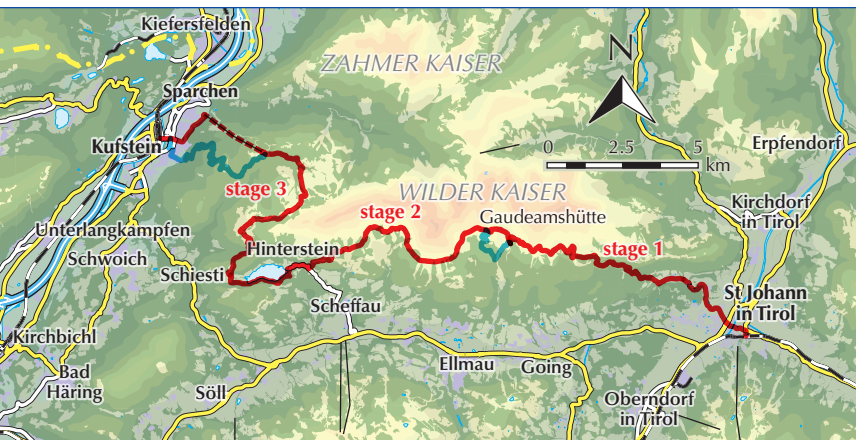 Kiefersfelden
ZAHMER KAISER
N
Sparchen
Kufstein
0 2.5 5
km
Erpfendorf
stage 3
WILDER KAISER
stage 2
Gaudeamshütte
Kirchdorf
in Tirol
Unterlangkampfen
Hinterstein
stage 1
Schwoich
Schiestl
Scheffau
St Johann
in Tirol
Kirchbichl
Bad
Häring
Söll
Ellmau
Going
Oberndorf
in Tirol